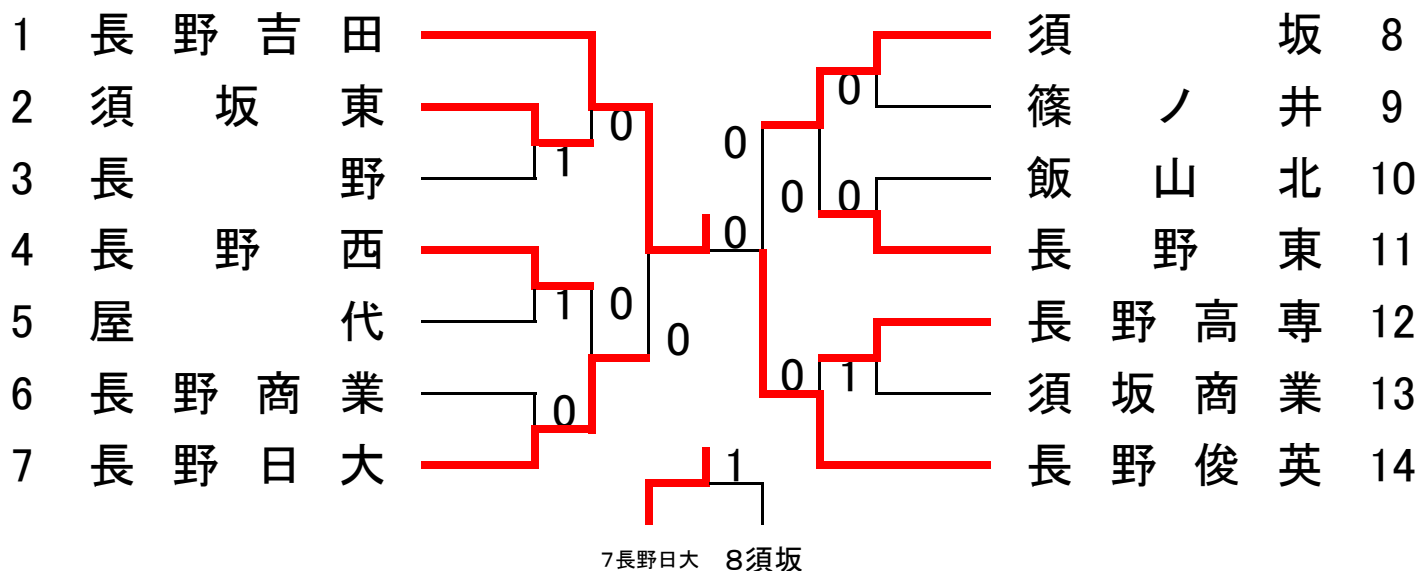 1 長野吉田
2 須坂東
3 長野
4 長野西
5 屋代
6 長野商業
7 長野日大
0
1
1
0
0
0
0
0
0
1
0
0
0
0
1
須坂 8
篠ノ井 9
飯山北 10
長野東 11
長野高専 12
須坂商業 13
長野俊英 14
7長野日大 8須坂